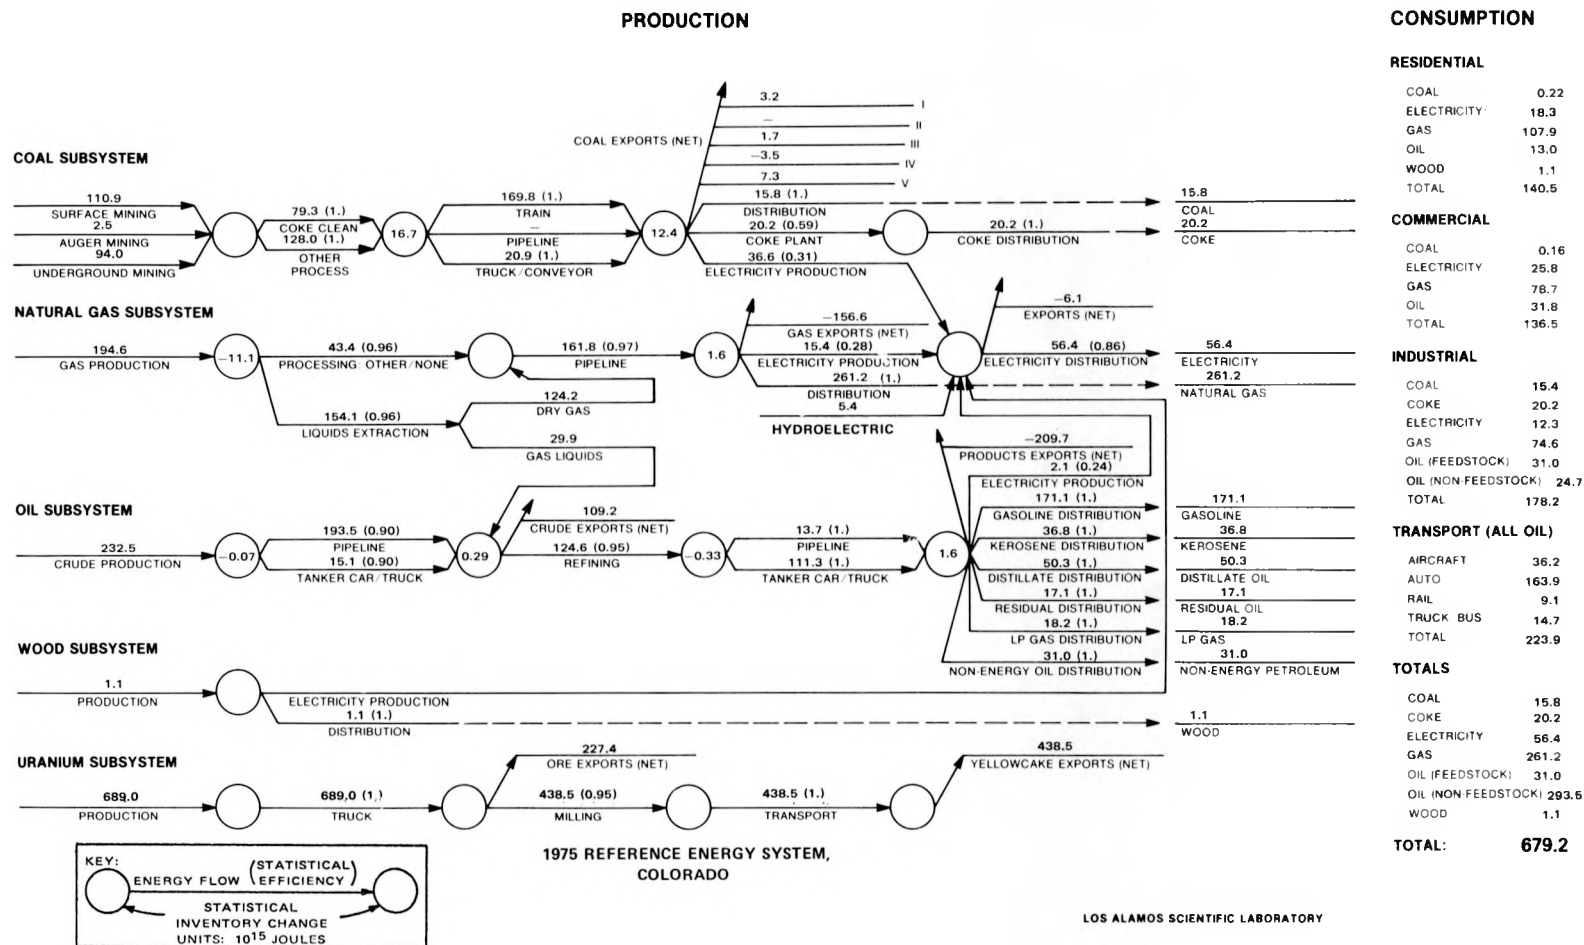 PRODUCTION
COAL SUBSYSTEM
110.9
SURFACE MINING
2.5
AUGER MINING
94.0
UNDERGROUND MINING
79.3 (1.)
COKE CLEAN
128.0 (1.)
OTHER
PROCESS
16.7
169.8 (1.)
TRAIN
—
PIPELINE
20.9 (1.)
TRUCK/CONVEYOR
12.4
COAL EXPORTS (NET)
3.2
I
—
II
1.7
III
—3.5
IV
7.3
V
15.8 (1.)
DISTRIBUTION
20.2 (0.59)
COKE PLANT
36.6 (0.31)
ELECTRICITY PRODUCTION
20.2 (1.)
COKE DISTRIBUTION
15.8
COAL
20.2
COKE
NATURAL GAS SUBSYSTEM
194.6
GAS PRODUCTION
—11.1
43.4 (0.96)
PROCESSING: OTHER/NONE
154.1 (0.96)
LIQUIDS EXTRACTION
124.2
DRY GAS
29.9
GAS LIQUIDS
161.8 (0.97)
PIPELINE
1.6
—156.6
GAS EXPORTS (NET)
15.4 (0.28)
ELECTRICITY PRODUCTION
261.2 (1.)
DISTRIBUTION
5.4
HYDROELECTRIC
—6.1
EXPORTS (NET)
56.4 (0.86)
ELECTRICITY DISTRIBUTION
56.4
ELECTRICITY
261.2
NATURAL GAS
OIL SUBSYSTEM
232.5
CRUDE PRODUCTION
—0.07
193.5 (0.90)
PIPELINE
15.1 (0.90)
TANKER CAR/TRUCK
0.29
109.2
CRUDE EXPORTS (NET)
124.6 (0.95)
REFINING
—0.33
13.7 (1.)
PIPELINE
111.3 (1.)
TANKER CAR/TRUCK
1.6
—209.7
PRODUCTS EXPORTS (NET)
2.1 (0.24)
ELECTRICITY PRODUCTION
171.1 (1.)
GASOLINE DISTRIBUTION
36.8 (1.)
KEROSENE DISTRIBUTION
50.3 (1.)
DISTILLATE DISTRIBUTION
17.1 (1.)
RESIDUAL DISTRIBUTION
18.2 (1.)
LP GAS DISTRIBUTION
31.0 (1.)
NON-ENERGY OIL DISTRIBUTION
171.1
GASOLINE
36.8
KEROSENE
50.3
DISTILLATE OIL
17.1
RESIDUAL OIL
18.2
LP GAS
31.0
NON-ENERGY PETROLEUM
WOOD SUBSYSTEM
1.1
PRODUCTION
ELECTRICITY PRODUCTION
1.1 (1.)
DISTRIBUTION
1.1
WOOD
URANIUM SUBSYSTEM
689.0
PRODUCTION
689.0 (1.)
TRUCK
227.4
ORE EXPORTS (NET)
438.5 (0.95)
MILLING
438.5 (1.)
TRANSPORT
438.5
YELLOWCAKE EXPORTS (NET)
KEY:
ENERGY FLOW (STATISTICAL EFFICIENCY)
STATISTICAL
INVENTORY CHANGE
UNITS: 10¹⁵ JOULES
1975 REFERENCE ENERGY SYSTEM,
COLORADO
LOS ALAMOS SCIENTIFIC LABORATORY
CONSUMPTION
RESIDENTIAL
COAL 0.22
ELECTRICITY 18.3
GAS 107.9
OIL 13.0
WOOD 1.1
TOTAL 140.5
COMMERCIAL
COAL 0.16
ELECTRICITY 25.8
GAS 78.7
OIL 31.8
TOTAL 136.5
INDUSTRIAL
COAL 15.4
COKE 20.2
ELECTRICITY 12.3
GAS 74.6
OIL (FEEDSTOCK) 31.0
OIL (NON-FEEDSTOCK) 24.7
TOTAL 178.2
TRANSPORT (ALL OIL)
AIRCRAFT 36.2
AUTO 163.9
RAIL 9.1
TRUCK BUS 14.7
TOTAL 223.9
TOTALS
COAL 15.8
COKE 20.2
ELECTRICITY 56.4
GAS 261.2
OIL (FEEDSTOCK) 31.0
OIL (NON-FEEDSTOCK) 293.6
WOOD 1.1
TOTAL: 679.2